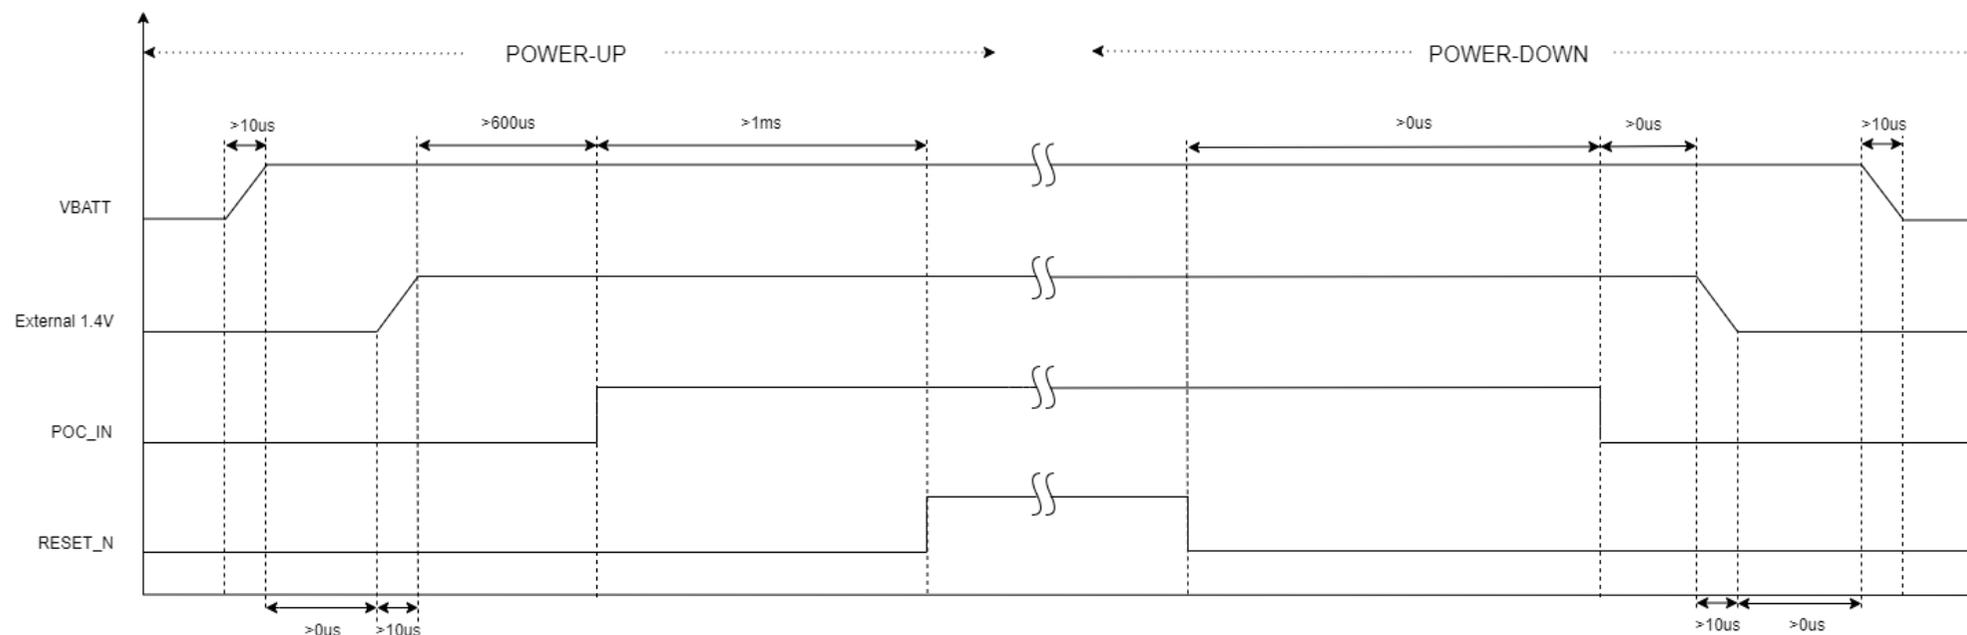 POWER-UP
POWER-DOWN
>10us
>600us
>1ms
>0us
>0us
>10us
VBATT
External 1.4V
POC_IN
RESET_N
>0us
>10us
>10us
>0us